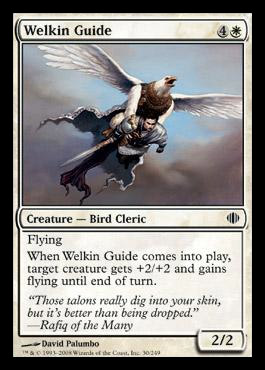 Welkin Guide 4
Creature — Bird Cleric
Flying
When Welkin Guide comes into play,
target creature gets +2/+2 and gains
flying until end of turn.
“Those talons really dig into your skin,
but it’s better than being dropped.”
—Rafiq of the Many
David Palumbo
™ & © 1993–2008 Wizards of the Coast, Inc. 30/249
2/2